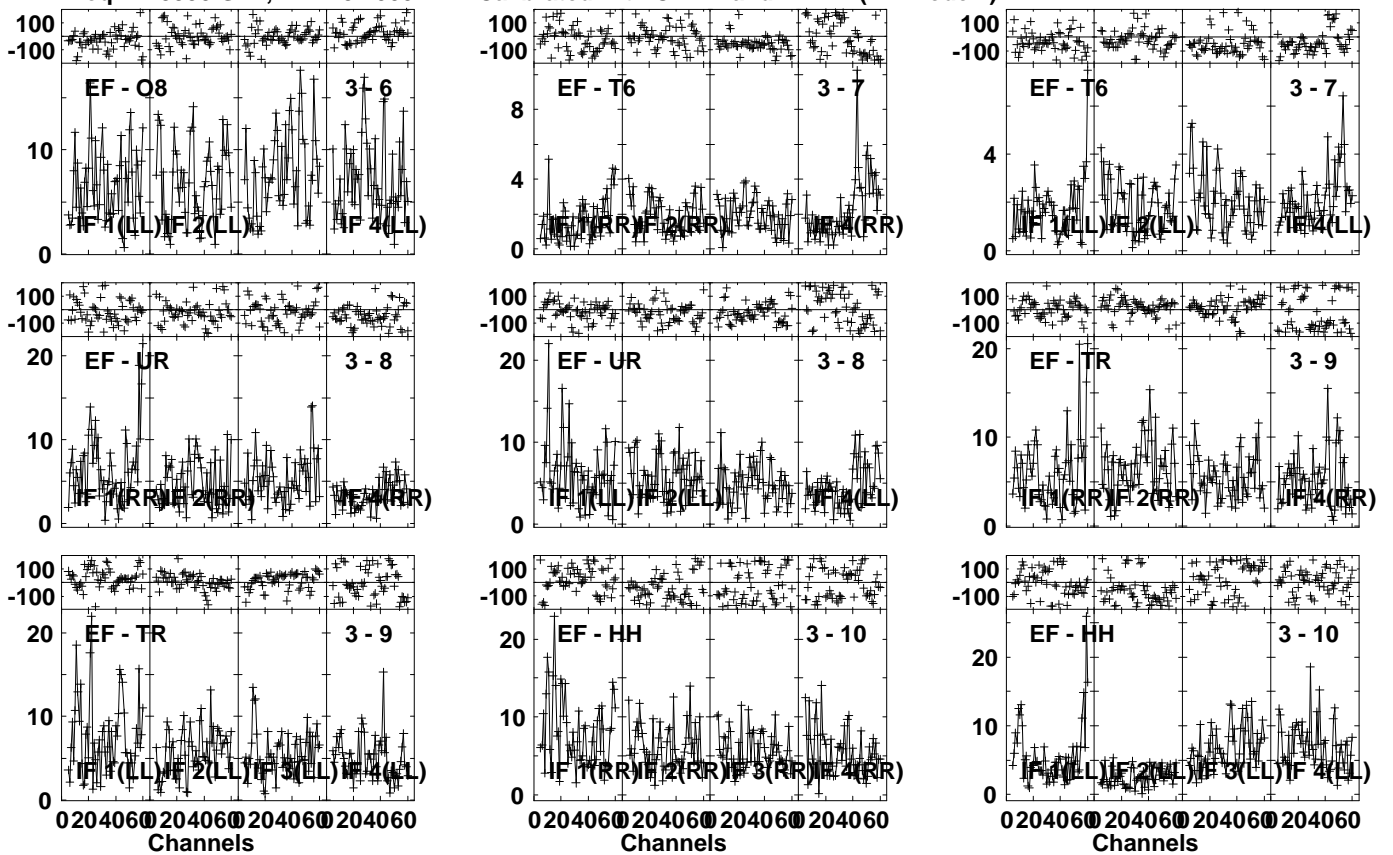 100
-100
EF - O8 3 - 6
10
0
IF 1(LL) IF 2(LL) IF 4(LL)
100
-100
EF - T6 3 - 7
8
4
0
IF 1(RR) IF 2(RR) IF 4(RR)
100
-100
EF - T6 3 - 7
4
0
IF 1(LL) IF 2(LL) IF 4(LL)
100
-100
20
EF - UR 3 - 8
10
0
IF 1(RR) IF 2(RR) IF 4(RR)
100
-100
20
EF - UR 3 - 8
10
0
IF 1(LL) IF 2(LL) IF 4(LL)
100
-100
20
EF - TR 3 - 9
10
0
IF 1(RR) IF 2(RR) IF 4(RR)
100
-100
20
EF - TR 3 - 9
10
0
IF 1(LL) IF 2(LL) IF 3(LL) IF 4(LL)
0 20 40 60 0 20 40 60 0 20 40 60 0 20 40 60
Channels
100
-100
20
EF - HH 3 - 10
10
0
IF 1(RR) IF 2(RR) IF 3(RR) IF 4(RR)
0 20 40 60 0 20 40 60 0 20 40 60 0 20 40 60
Channels
100
-100
EF - HH 3 - 10
20
10
0
IF 1(LL) IF 2(LL) IF 3(LL) IF 4(LL)
0 20 40 60 0 20 40 60 0 20 40 60 0 20 40 60
Channels